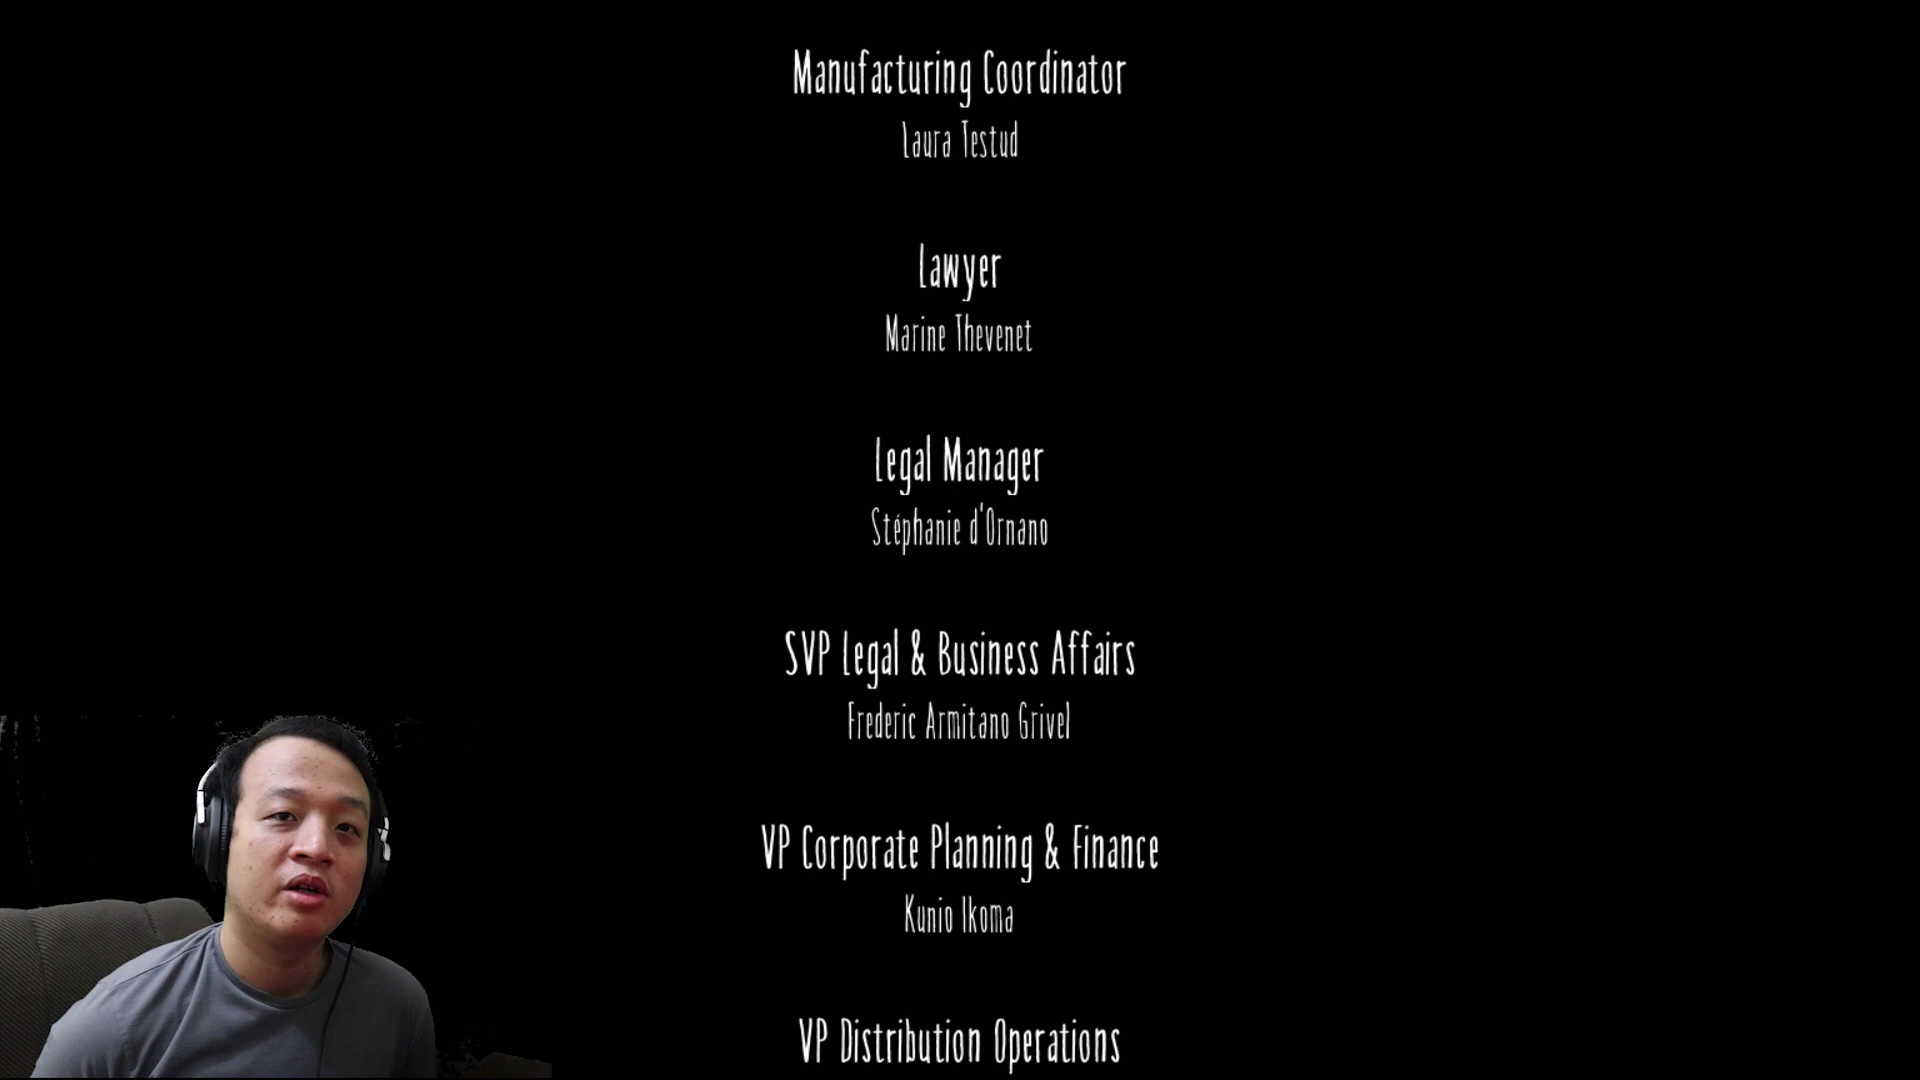 Manufacturing Coordinator
Laura Testud
Lawyer
Marine Thevenet
Legal Manager
Stéphanie d'Ornano
SVP Legal & Business Affairs
Frederic Armitano Grivel
VP Corporate Planning & Finance
Kunio Ikoma
VP Distribution Operations